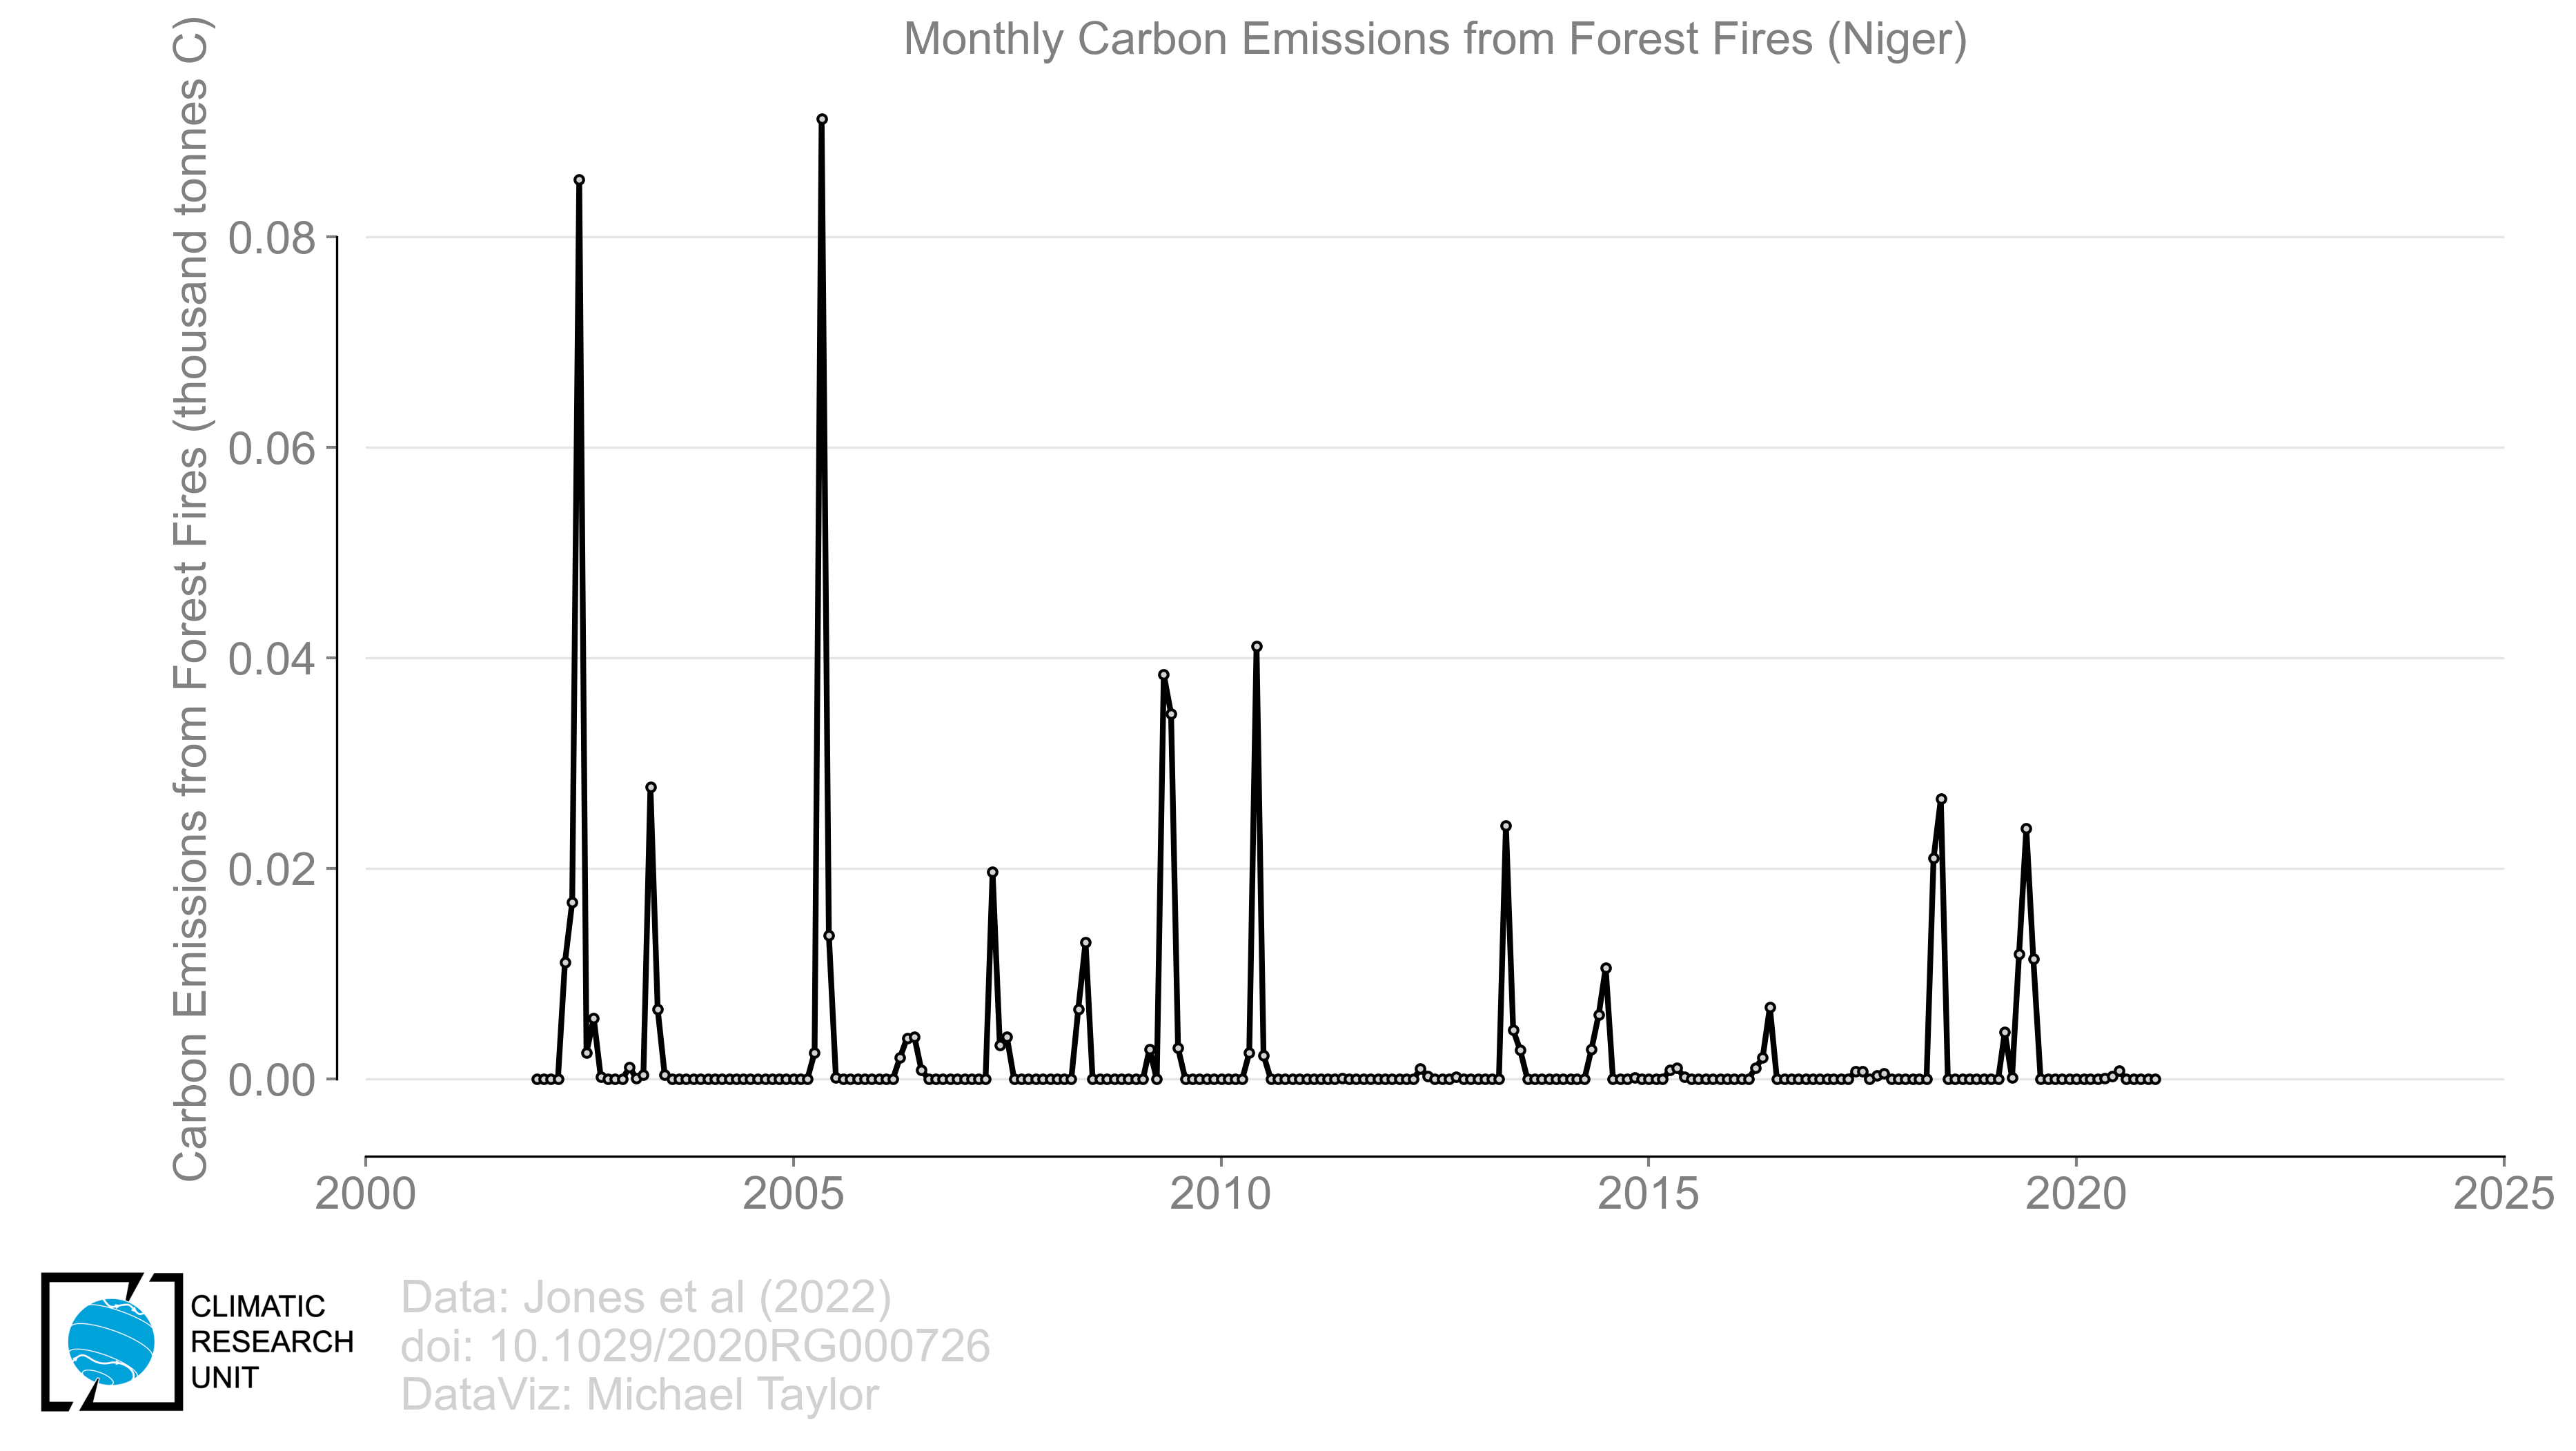 Monthly Carbon Emissions from Forest Fires (Niger)
Carbon Emissions from Forest Fires (thousand tonnes C)
0.08
0.06
0.04
0.02
0.00
2000 2005 2010 2015 2020 2025
CLIMATIC
RESEARCH
UNIT
Data: Jones et al (2022)
doi: 10.1029/2020RG000726
DataViz: Michael Taylor